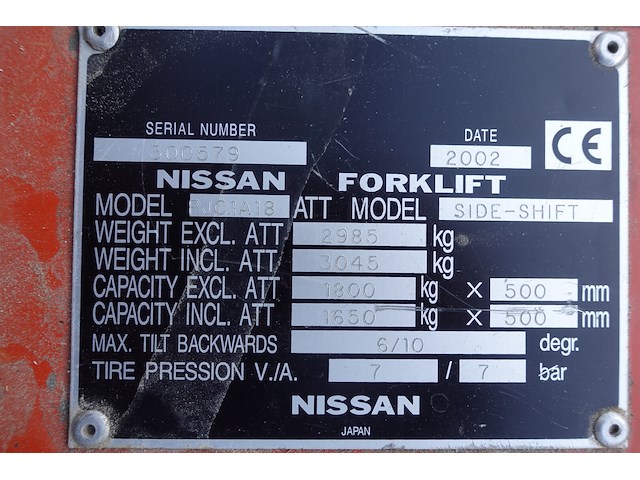 SERIAL NUMBER DATE CE
300579 2002
NISSAN FORKLIFT
MODEL ATT MODEL SIDE-SHIFT
WEIGHT EXCL. ATT 2985 kg
WEIGHT INCL. ATT 3045 kg
CAPACITY EXCL. ATT 1800 kg X 500 mm
CAPACITY INCL. ATT 1650 kg X 500 mm
MAX. TILT BACKWARDS 6/10 degr.
TIRE PRESSION V./A. 7 / 7 bár
NISSAN
JAPAN